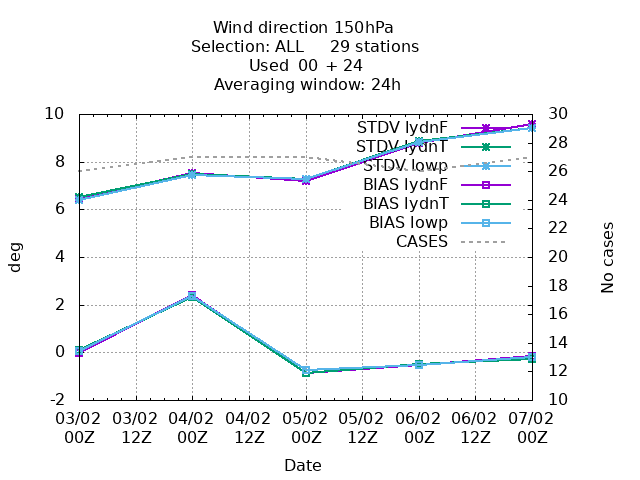 Wind direction 150hPa
Selection: ALL 29 stations
Used 00 + 24
Averaging window: 24h
10 30
STDV lydnF
28
STDV lydnT
8
STDV lowp
26
BIAS lydnF
24
BIAS lydnT
6
BIAS lowp
22
CASES
deg
4 20
No cases
18
2
16
14
0
12
-2 10
03/02 03/02 04/02 04/02 05/02 05/02 06/02 06/02 07/02
00Z 12Z 00Z 12Z 00Z 12Z 00Z 12Z 00Z
Date